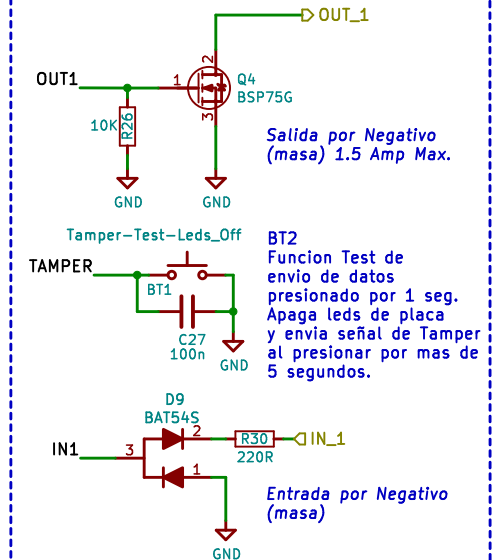 OUT_1
2
OUT1
1
Q4
BSP75G
10K
R26
3
Salida por Negativo
(masa) 1.5 Amp Max.
GND
GND
Tamper-Test-Leds_Off
BT2
Funcion Test de
envio de datos
presionado por 1 seg.
Apaga leds de placa
y envia señal de Tamper
al presionar por mas de
5 segundos.
TAMPER
BT1
C27
100n
GND
D9
BAT54S
IN1
3
2
R30
IN_1
220R
1
Entrada por Negativo
(masa)
GND